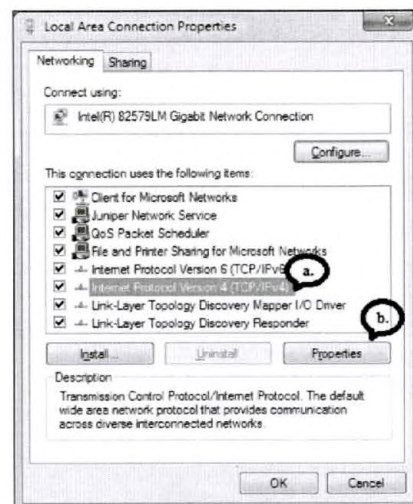 Local Area Connection Properties
Networking Sharing
Connect using:
Intel(R) 82579LM Gigabit Network Connection
Configure...
This connection uses the following items:
Client for Microsoft Networks
Juniper Network Service
QoS Packet Scheduler
File and Printer Sharing for Microsoft Networks
Internet Protocol Version 6 (TCP/IPv6) a.
Internet Protocol Version 4 (TCP/IPv4)
Link-Layer Topology Discovery Mapper I/O Driver
Link-Layer Topology Discovery Responder b.
Install... Uninstall Properties
Description
Transmission Control Protocol/Internet Protocol. The default
wide area network protocol that provides communication
across diverse interconnected networks.
OK Cancel